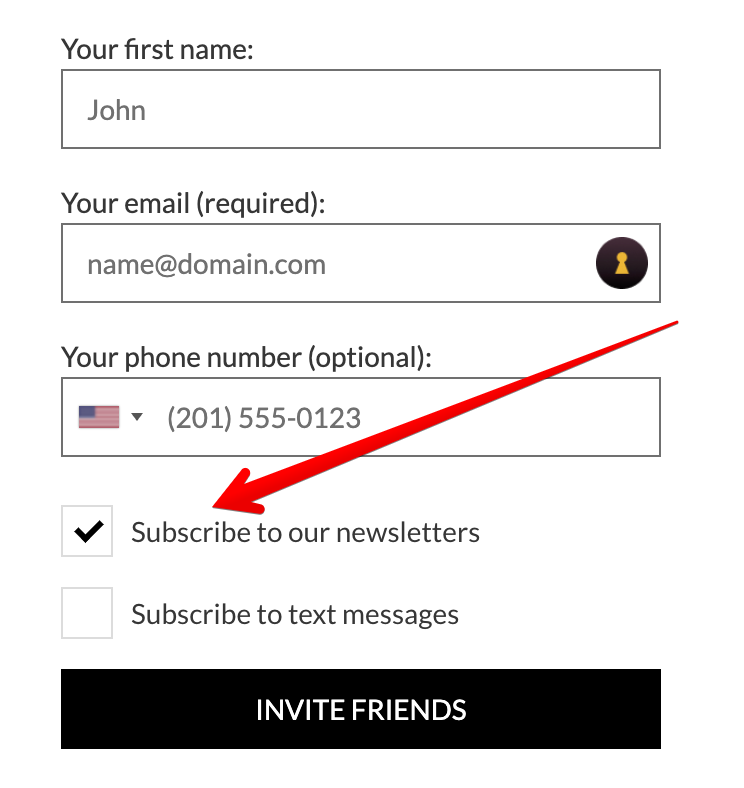 Your first name:
John
Your email (required):
name@domain.com
Your phone number (optional):
(201) 555-0123
Subscribe to our newsletters
Subscribe to text messages
INVITE FRIENDS